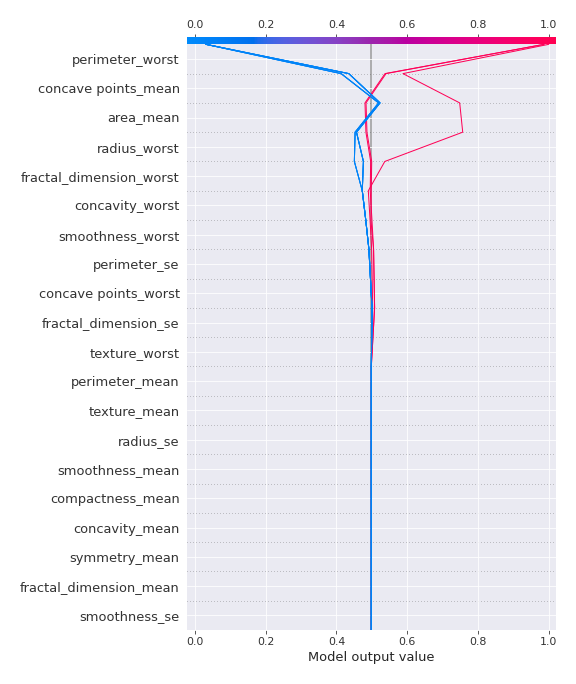 0.0 0.2 0.4 0.6 0.8 1.0
perimeter_worst
concave points_mean
area_mean
radius_worst
fractal_dimension_worst
concavity_worst
smoothness_worst
perimeter_se
concave points_worst
fractal_dimension_se
texture_worst
perimeter_mean
texture_mean
radius_se
smoothness_mean
compactness_mean
concavity_mean
symmetry_mean
fractal_dimension_mean
smoothness_se
0.0 0.2 0.4 0.6 0.8 1.0
Model output value